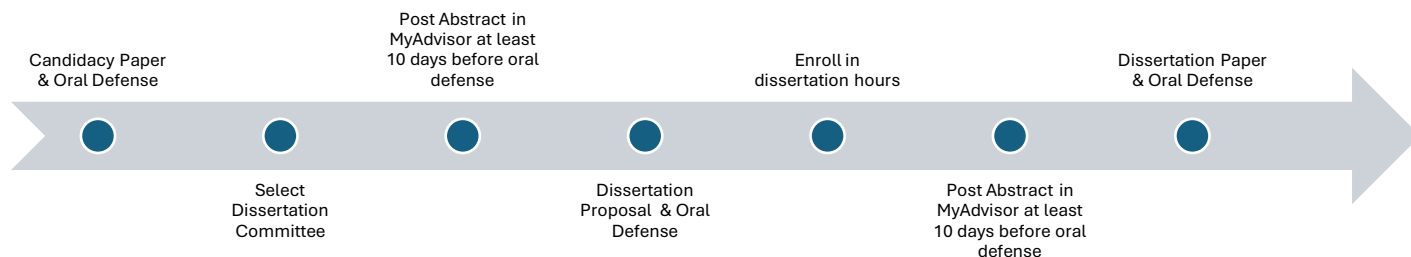 Candidacy Paper
& Oral Defense
Select
Dissertation
Committee
Post Abstract in
MyAdvisor at least
10 days before oral
defense
Dissertation
Proposal & Oral
Defense
Enroll in
dissertation hours
Post Abstract in
MyAdvisor at least
10 days before oral
defense
Dissertation Paper
& Oral Defense